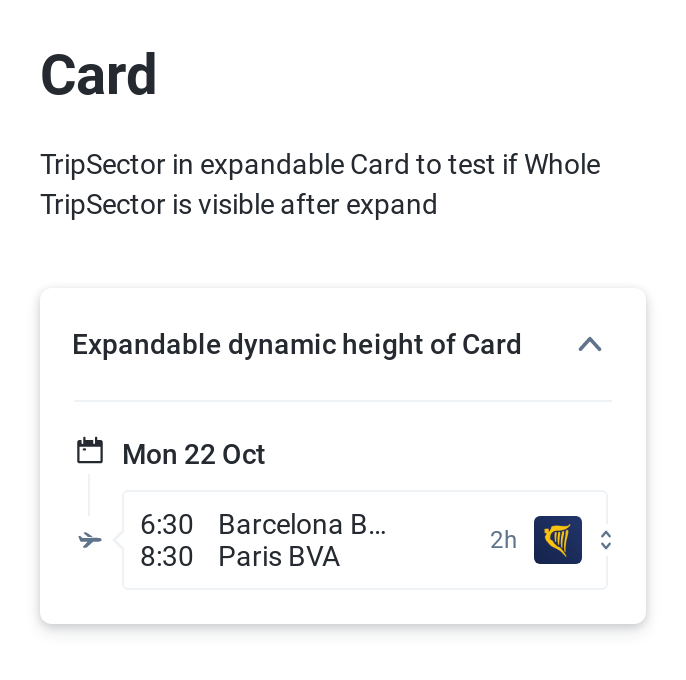 Card
TripSector in expandable Card to test if Whole
TripSector is visible after expand
Expandable dynamic height of Card
Mon 22 Oct
6:30 Barcelona B...
8:30 Paris BVA
2h